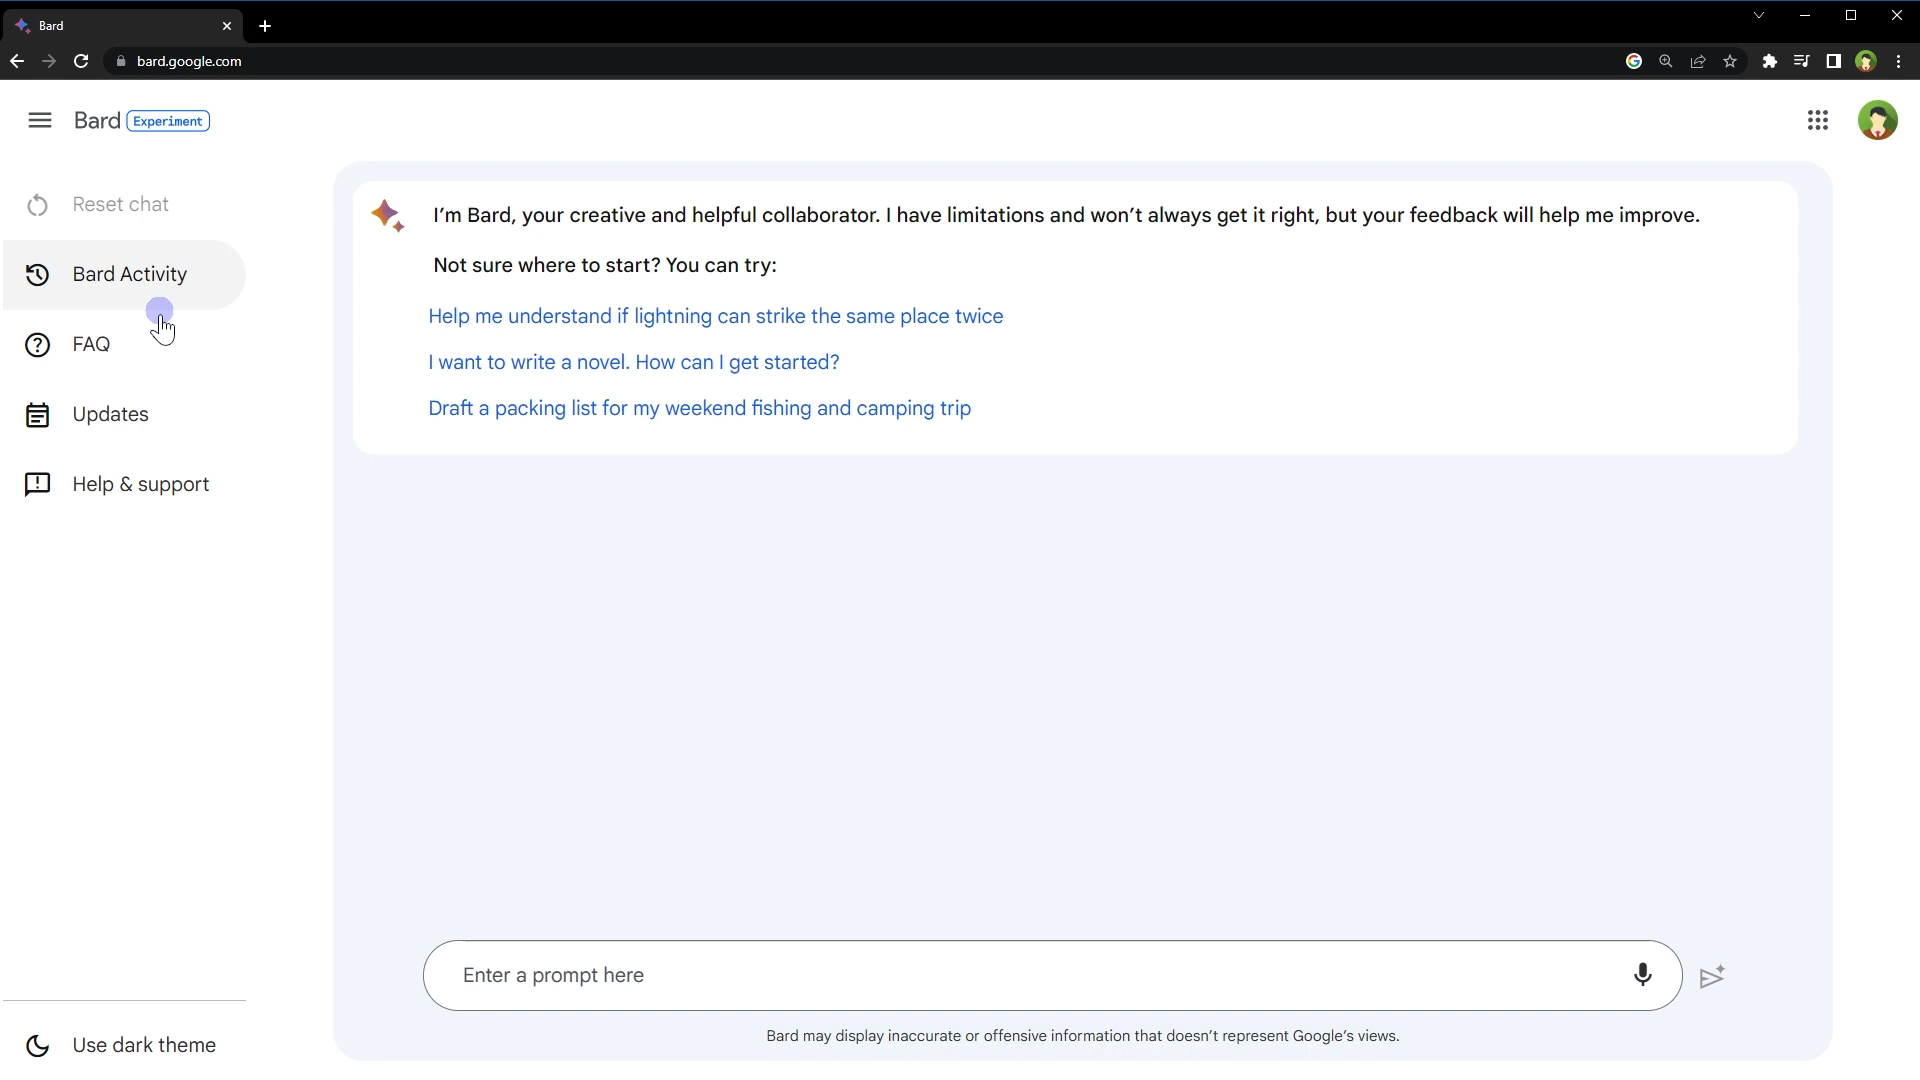 Bard
bard.google.com
Bard Experiment
Reset chat
Bard Activity
FAQ
Updates
Help & support
Use dark theme
I'm Bard, your creative and helpful collaborator. I have limitations and won't always get it right, but your feedback will help me improve.
Not sure where to start? You can try:
Help me understand if lightning can strike the same place twice
I want to write a novel. How can I get started?
Draft a packing list for my weekend fishing and camping trip
Enter a prompt here
Bard may display inaccurate or offensive information that doesn't represent Google's views.